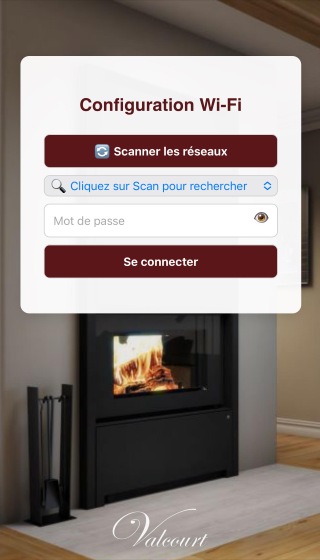 Configuration Wi-Fi
🔄 Scanner les réseaux
🔍 Cliquez sur Scan pour rechercher
Mot de passe
Se connecter
Valcourt